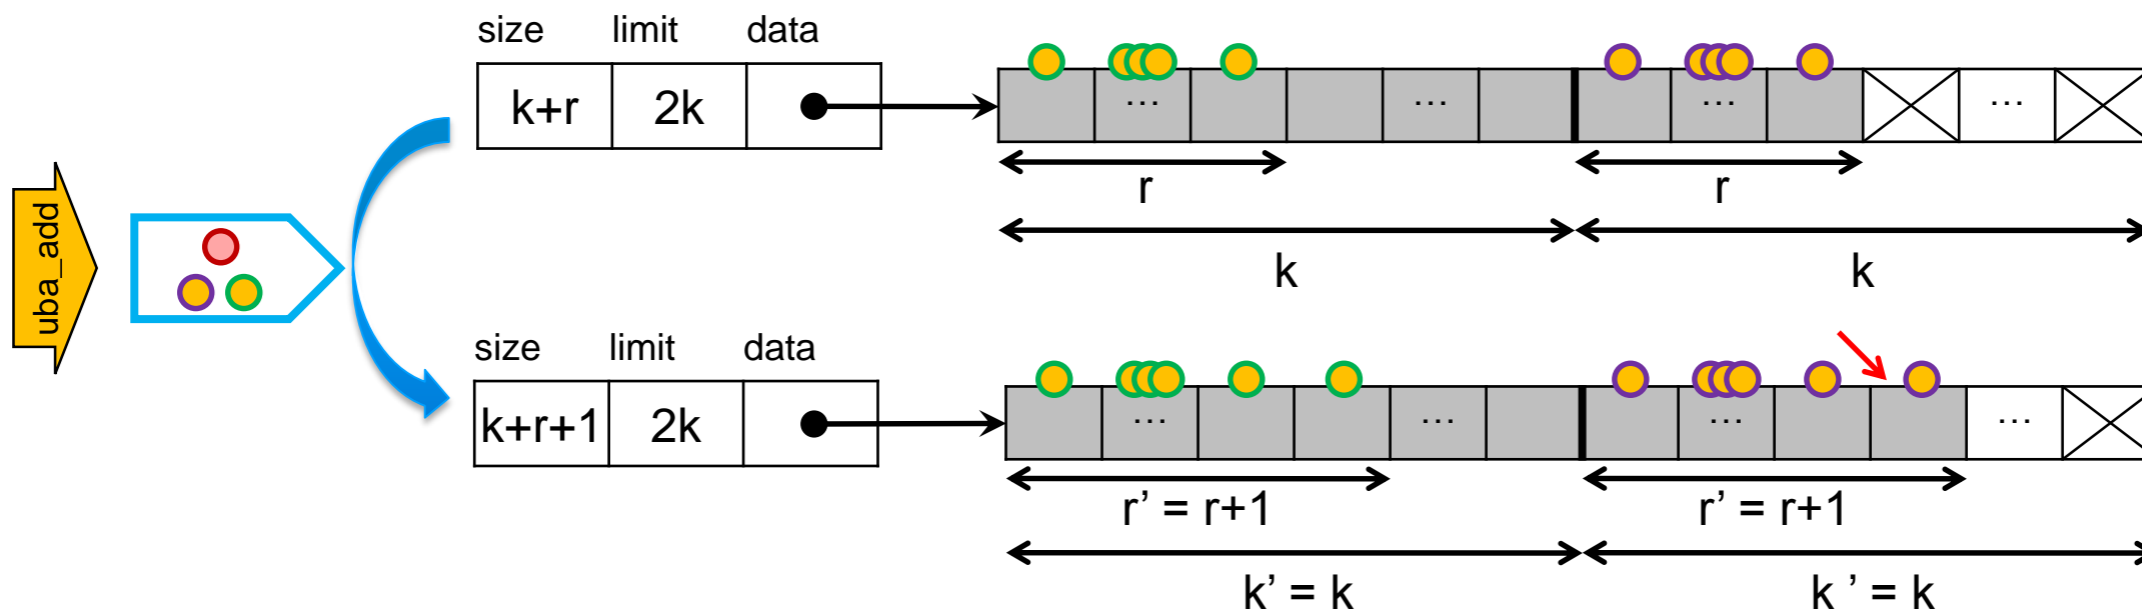 size limit data
k+r 2k
... ... ... ...
r r
k k
uba_add
size limit data
k+r+1 2k
... ... ... ...
r’ = r+1 r’ = r+1
k’ = k k ’ = k